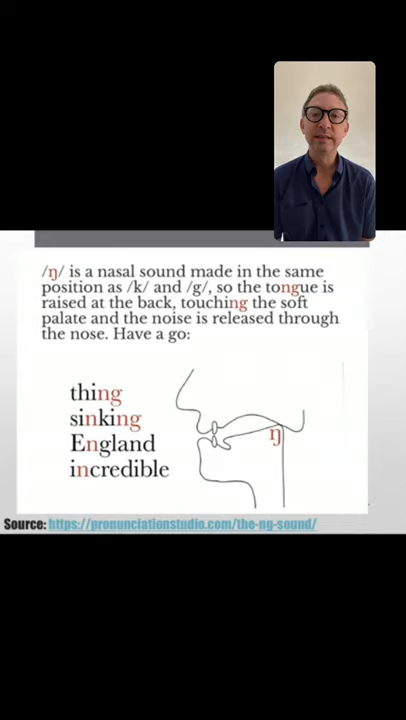 /ŋ/ is a nasal sound made in the same
position as /k/ and /g/, so the tongue is
raised at the back, touching the soft
palate and the noise is released through
the nose. Have a go:
thing
sinking
England
incredible
ŋ
Source: https://pronunciationstudio.com/the-ng-sound/